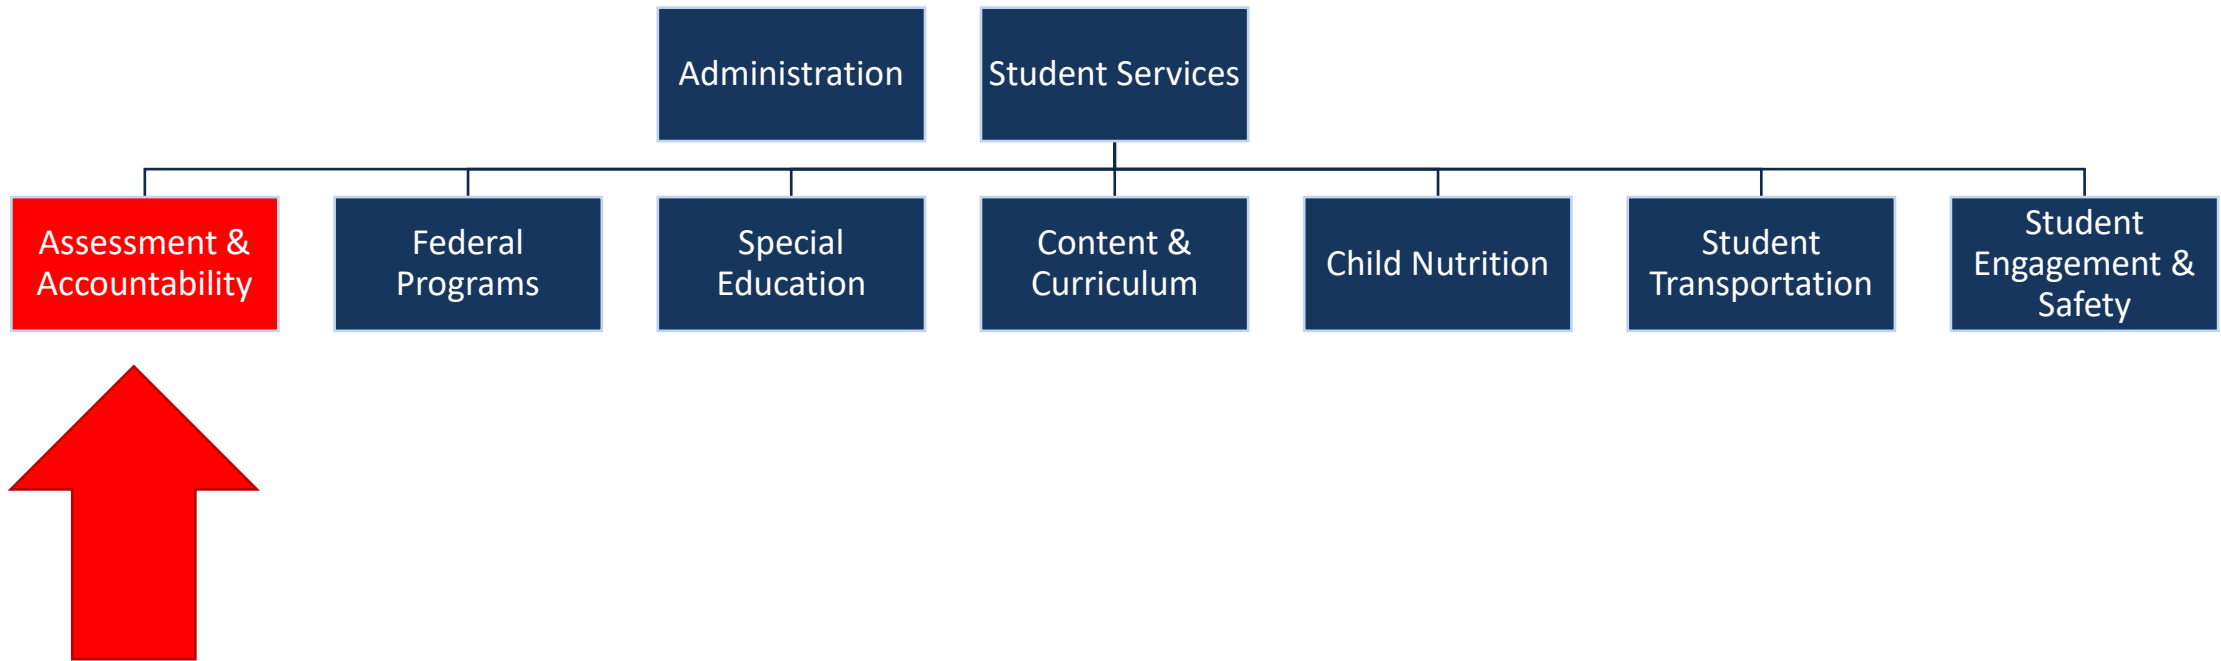 Administration
Student Services
Assessment &
Accountability
Federal
Programs
Special
Education
Content &
Curriculum
Child Nutrition
Student
Transportation
Student
Engagement &
Safety